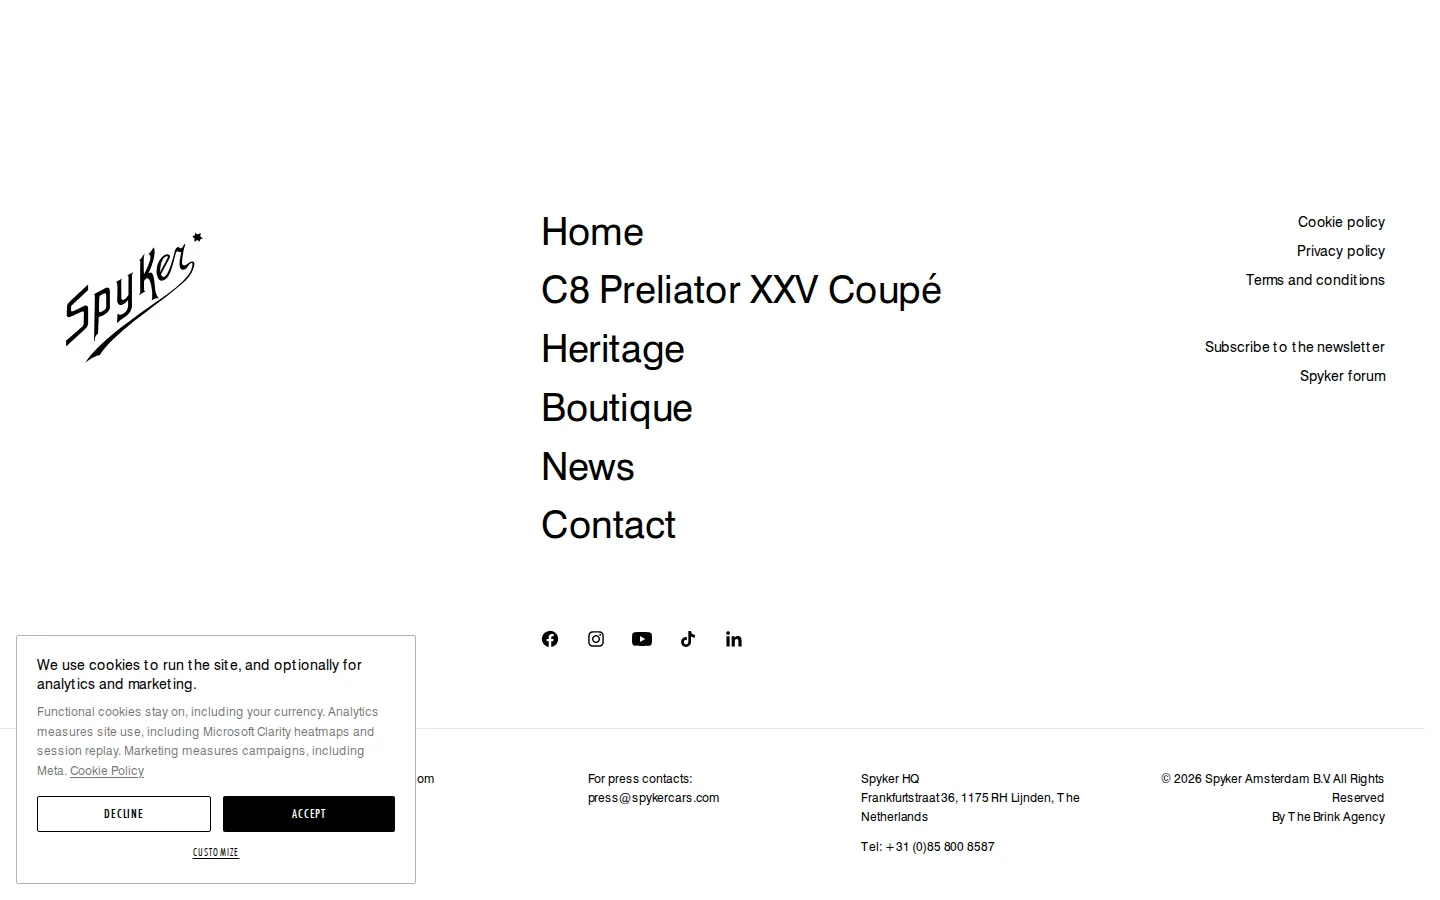 Spyker
Home
C8 Preliator XXV Coupé
Heritage
Boutique
News
Contact
Cookie policy
Privacy policy
Terms and conditions
Subscribe to the newsletter
Spyker forum
We use cookies to run the site, and optionally for
analytics and marketing.
Functional cookies stay on, including your currency. Analytics
measures site use, including Microsoft Clarity heatmaps and
session replay. Marketing measures campaigns, including
Meta. Cookie Policy
DECLINE
ACCEPT
CUSTOMIZE
om
For press contacts:
press@spykercars.com
Spyker HQ
Frankfurtstraat 36, 1175 RH Lijnden, The
Netherlands
Tel: +31 (0)85 800 8587
© 2026 Spyker Amsterdam B.V. All Rights
Reserved
By The Brink Agency